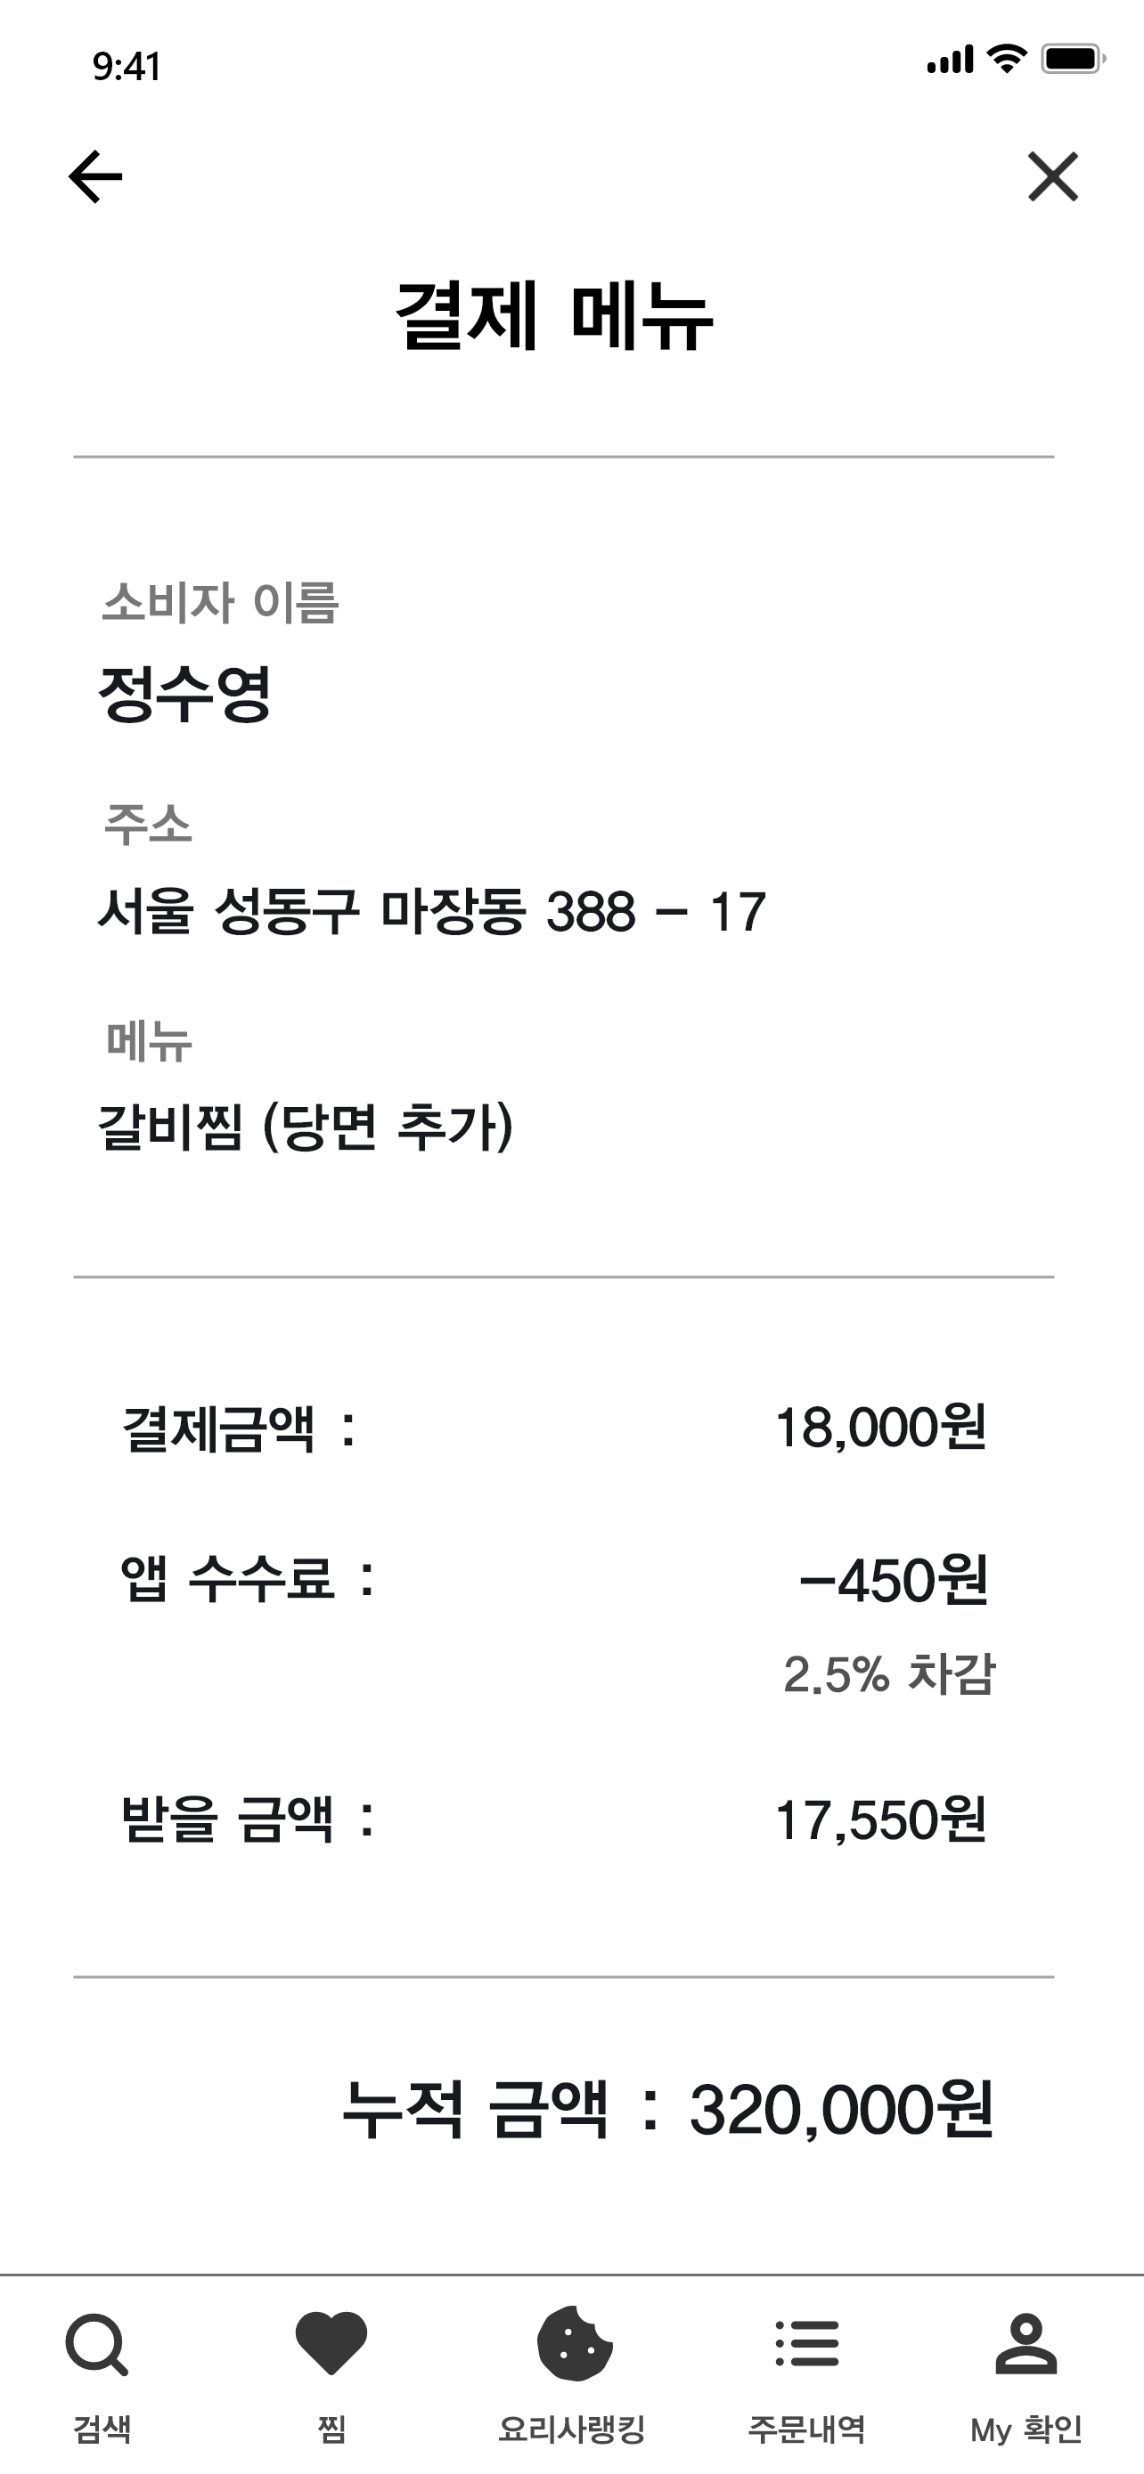 9:41
결제 메뉴
소비자 이름
정수영
주소
서울 성동구 마장동 388 - 17
메뉴
갈비찜 (당면 추가)
결제금액 : 18,000원
앱 수수료 : -450원
2.5% 차감
받을 금액 : 17,550원
누적 금액 : 320,000원
검색 찜 요리사랭킹 주문내역 My 확인